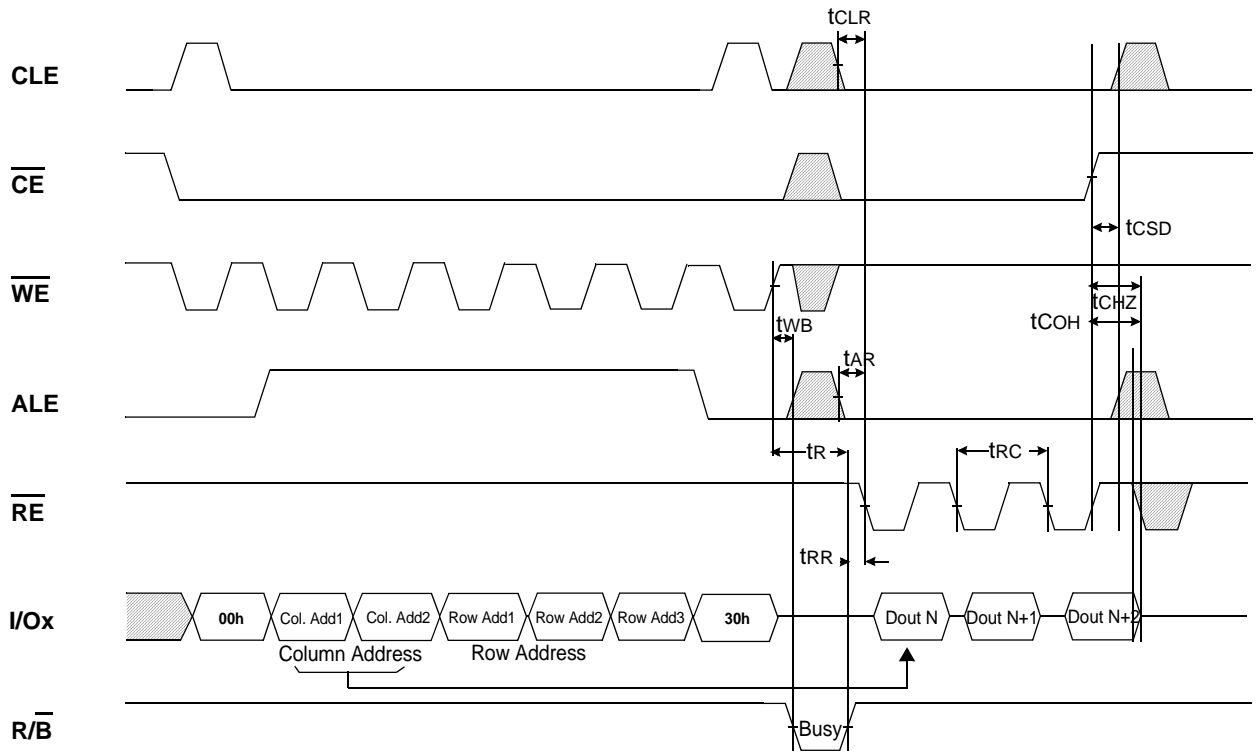 tCLR
CLE
CE
tCSD
WE
tCHZ
tWB
tCOH
tAR
ALE
tR
tRC
RE
tRR
I/Ox
00h
Col. Add1
Col. Add2
Row Add1
Row Add2
Row Add3
30h
Dout N
Dout N+1
Dout N+2
Column Address
Row Address
R/B
Busy